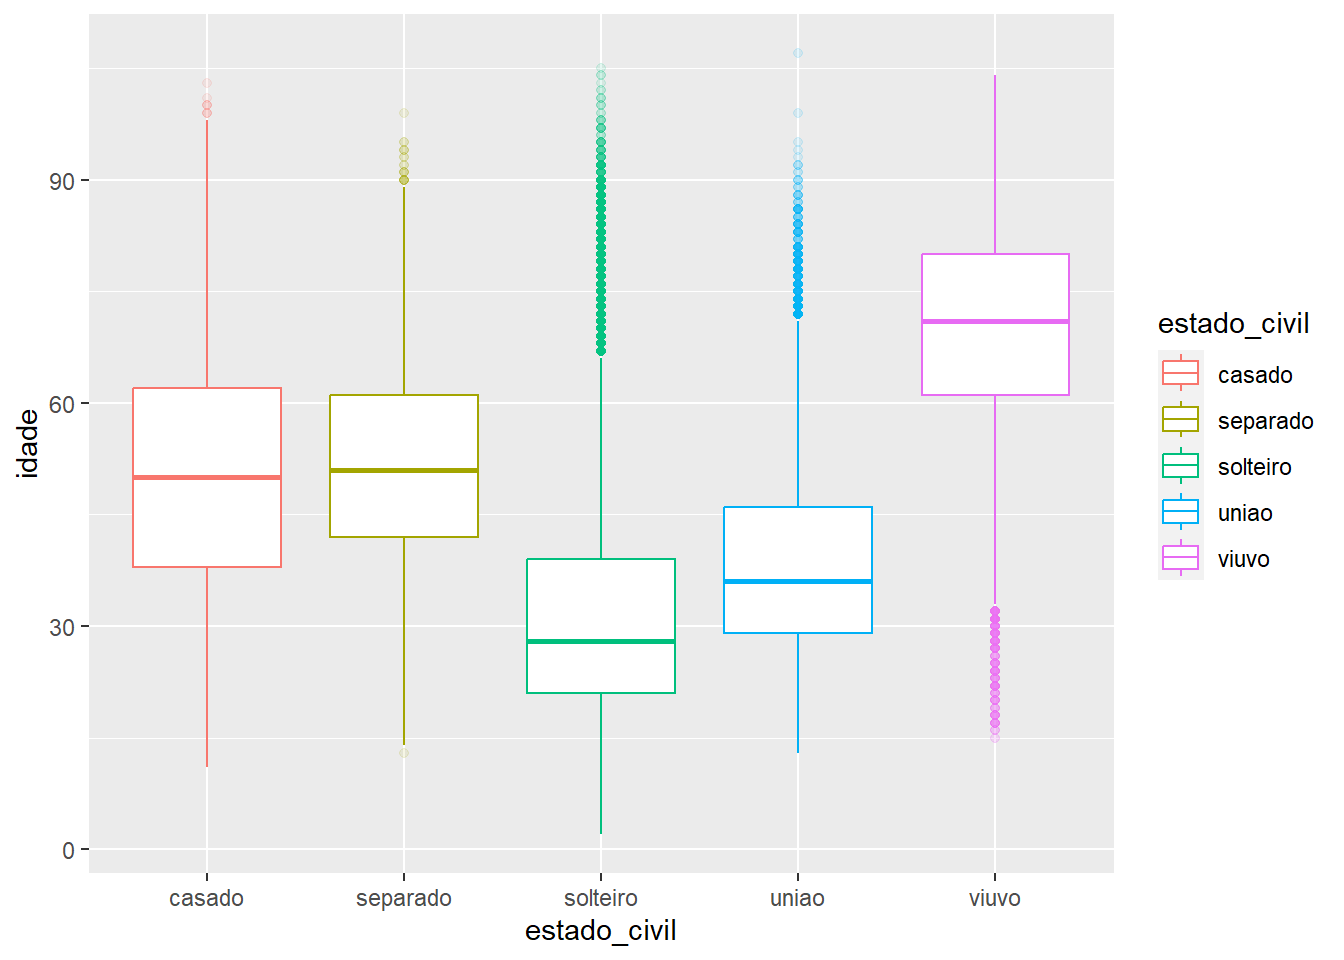 idade
90
60
30
0
casado separado solteiro uniao viuvo
estado_civil
estado_civil
casado
separado
solteiro
uniao
viuvo